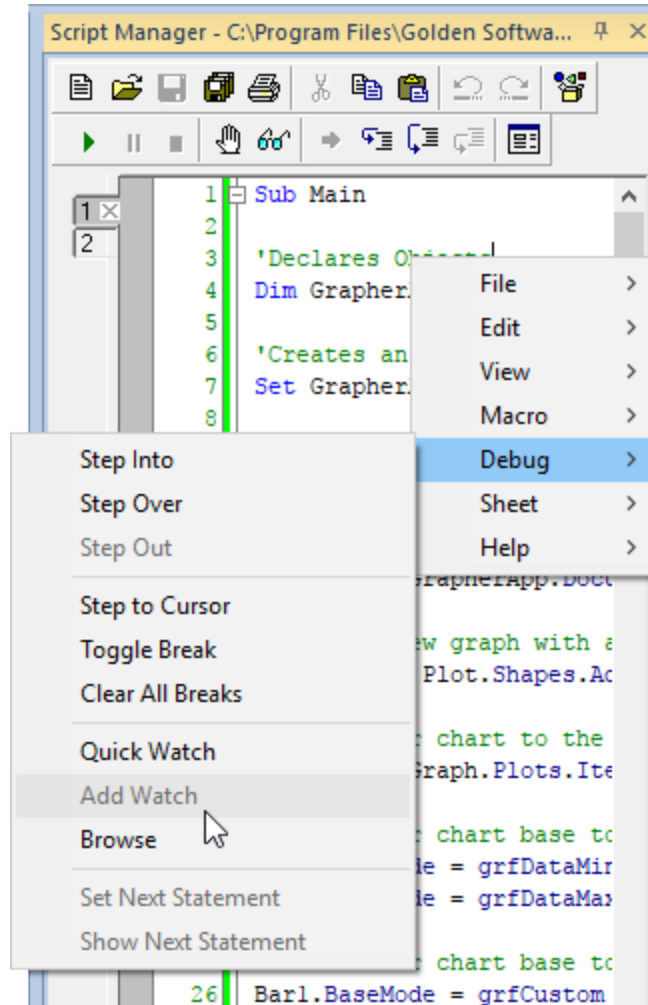 Script Manager - C:\Program Files\Golden Softwa...
1
2
1 Sub Main
2
3 'Declares Objects
4 Dim Grapher
5
6 'Creates an
7 Set Grapher
8
File
Edit
View
Macro
Debug
Sheet
Help
Step Into
Step Over
Step Out
Step to Cursor
Toggle Break
Clear All Breaks
Quick Watch
Add Watch
Browse
Set Next Statement
Show Next Statement
GrapherApp.Docu
ew graph with a
Plot.Shapes.Ad
r chart to the
Graph.Plots.Ite
r chart base to
de = grfDataMin
de = grfDataMax
r chart base to
26 Bar1.BaseMode = grfCustom